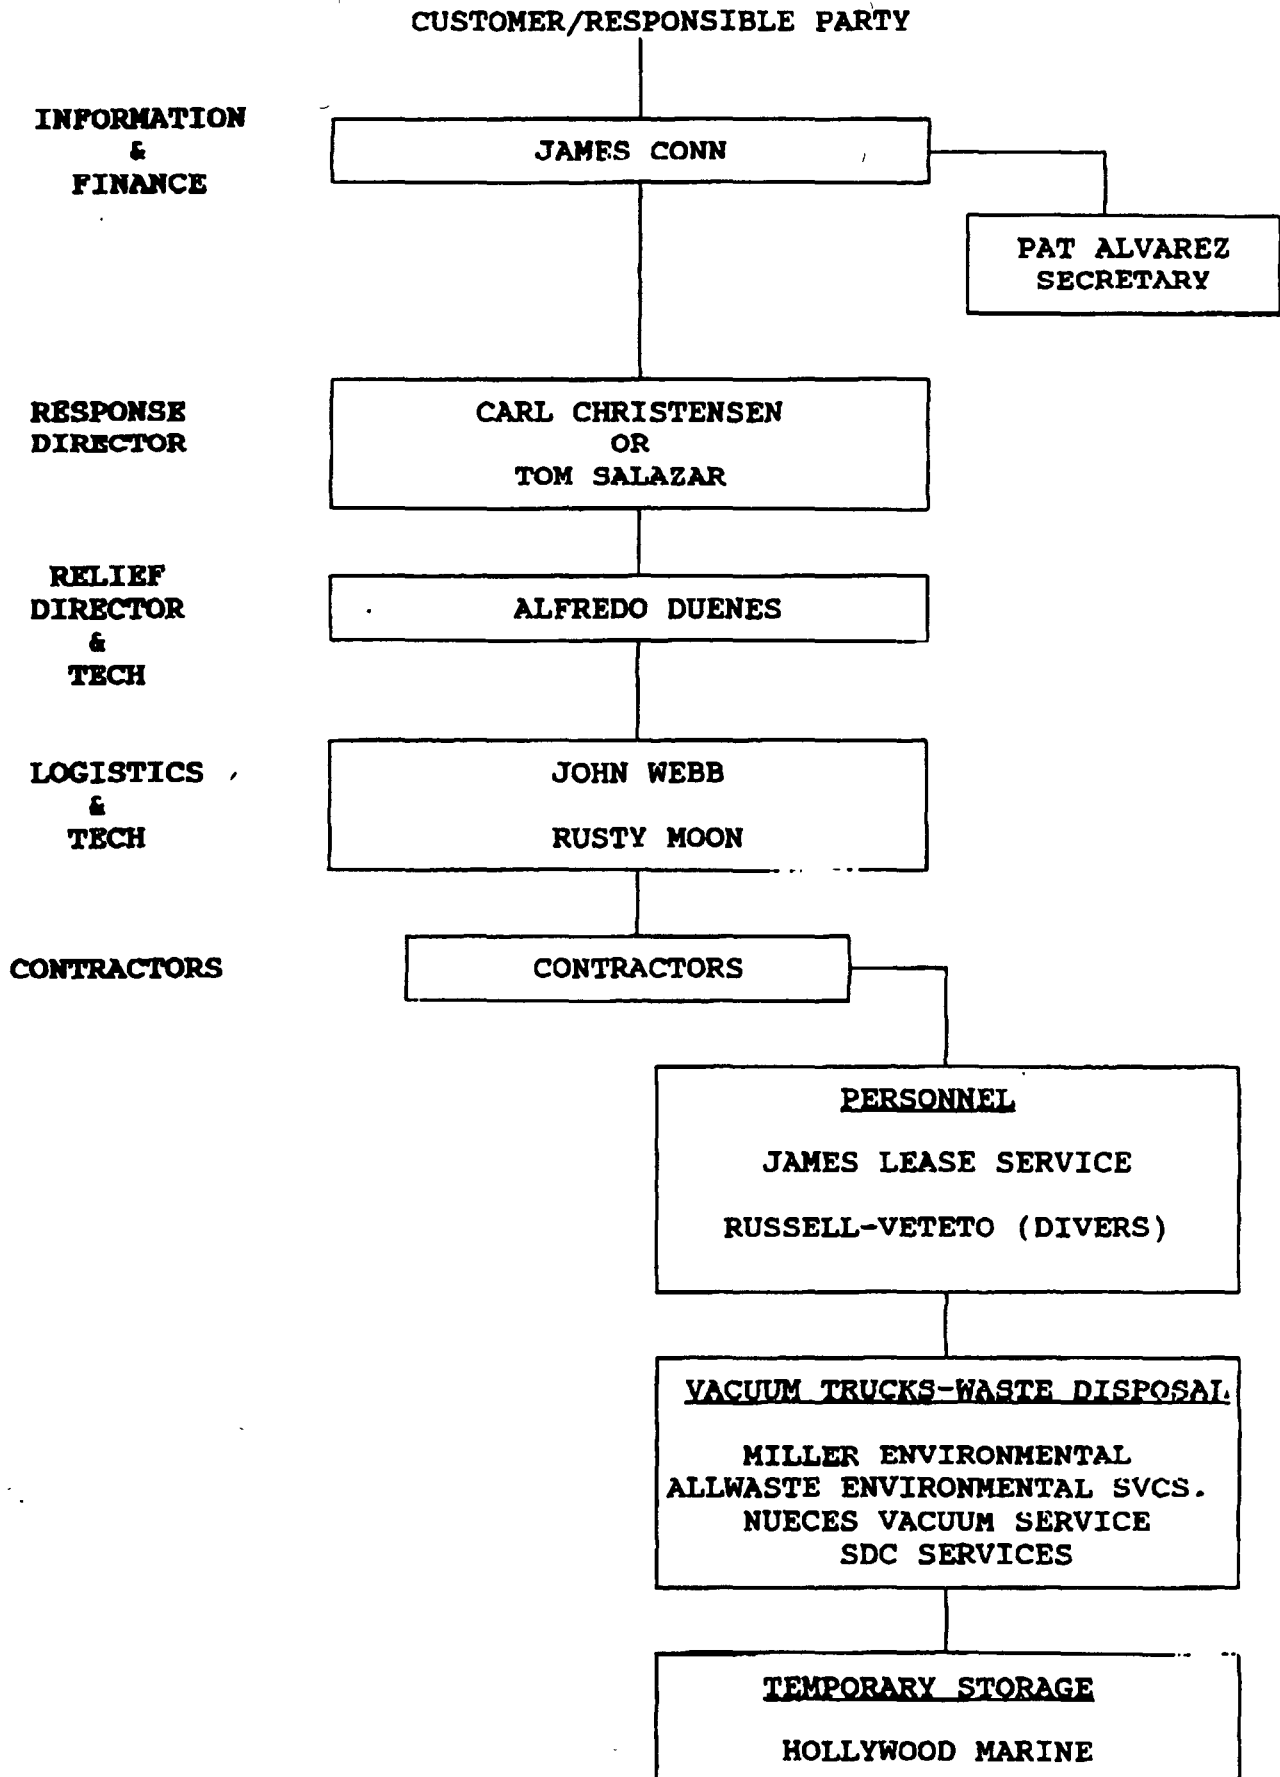 CUSTOMER/RESPONSIBLE PARTY
INFORMATION
&
FINANCE
JAMES CONN
PAT ALVAREZ
SECRETARY
RESPONSE
DIRECTOR
CARL CHRISTENSEN
OR
TOM SALAZAR
RELIEF
DIRECTOR
&
TECH
ALFREDO DUENES
LOGISTICS
&
TECH
JOHN WEBB
RUSTY MOON
CONTRACTORS
CONTRACTORS
PERSONNEL
JAMES LEASE SERVICE
RUSSELL-VETETO (DIVERS)
VACUUM TRUCKS-WASTE DISPOSAL
MILLER ENVIRONMENTAL
ALLWASTE ENVIRONMENTAL SVCS.
NUECES VACUUM SERVICE
SDC SERVICES
TEMPORARY STORAGE
HOLLYWOOD MARINE